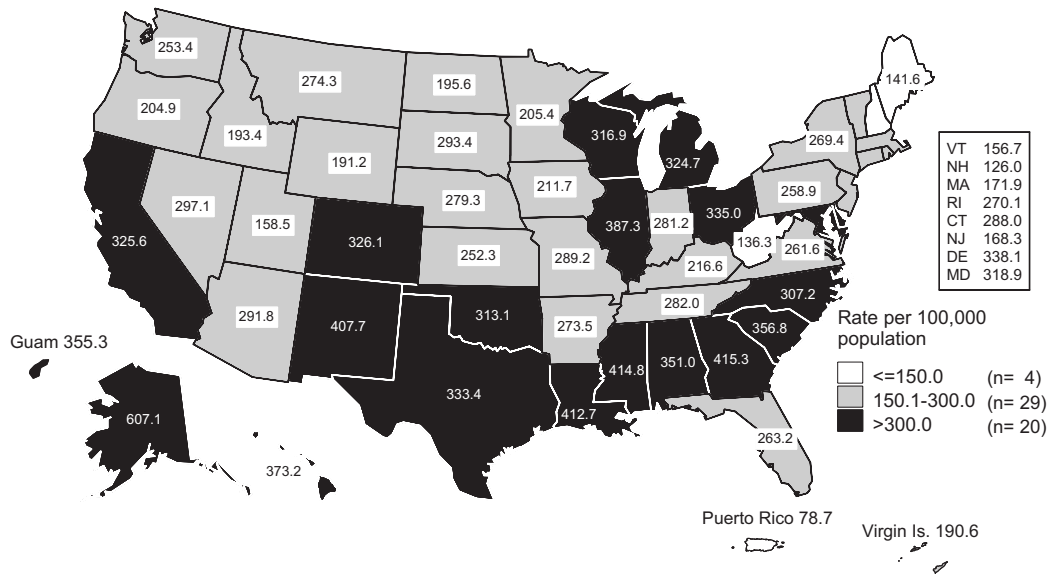 253.4
274.3
195.6
205.4
141.6
204.9
193.4
191.2
293.4
316.9
324.7
269.4
VT 156.7
NH 126.0
MA 171.9
RI 270.1
CT 288.0
NJ 168.3
DE 338.1
MD 318.9
297.1
158.5
279.3
211.7
387.3
281.2
335.0
258.9
325.6
326.1
252.3
289.2
216.6
136.3
261.6
291.8
407.7
313.1
273.5
282.0
307.2
356.8
Guam 355.3
333.4
412.7
414.8
351.0
415.3
Rate per 100,000
population
<=150.0 (n= 4)
150.1-300.0 (n= 29)
>300.0 (n= 20)
607.1
373.2
263.2
Puerto Rico 78.7
Virgin Is. 190.6